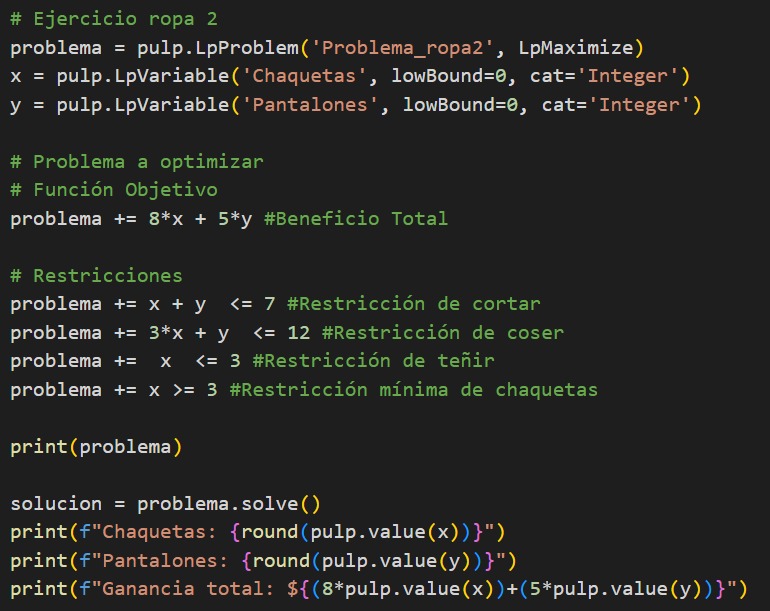 # Ejercicio ropa 2
problema = pulp.LpProblem('Problema_ropa2', LpMaximize)
x = pulp.LpVariable('Chaquetas', lowBound=0, cat='Integer')
y = pulp.LpVariable('Pantalones', lowBound=0, cat='Integer')
# Problema a optimizar
# Función Objetivo
problema += 8*x + 5*y #Beneficio Total
# Restricciones
problema += x + y  <= 7 #Restricción de cortar
problema += 3*x + y  <= 12 #Restricción de coser
problema +=  x  <= 3 #Restricción de teñir
problema += x >= 3 #Restricción mínima de chaquetas
print(problema)
solucion = problema.solve()
print(f"Chaquetas: {round(pulp.value(x))}")
print(f"Pantalones: {round(pulp.value(y))}")
print(f"Ganancia total: ${(8*pulp.value(x))+(5*pulp.value(y))}")